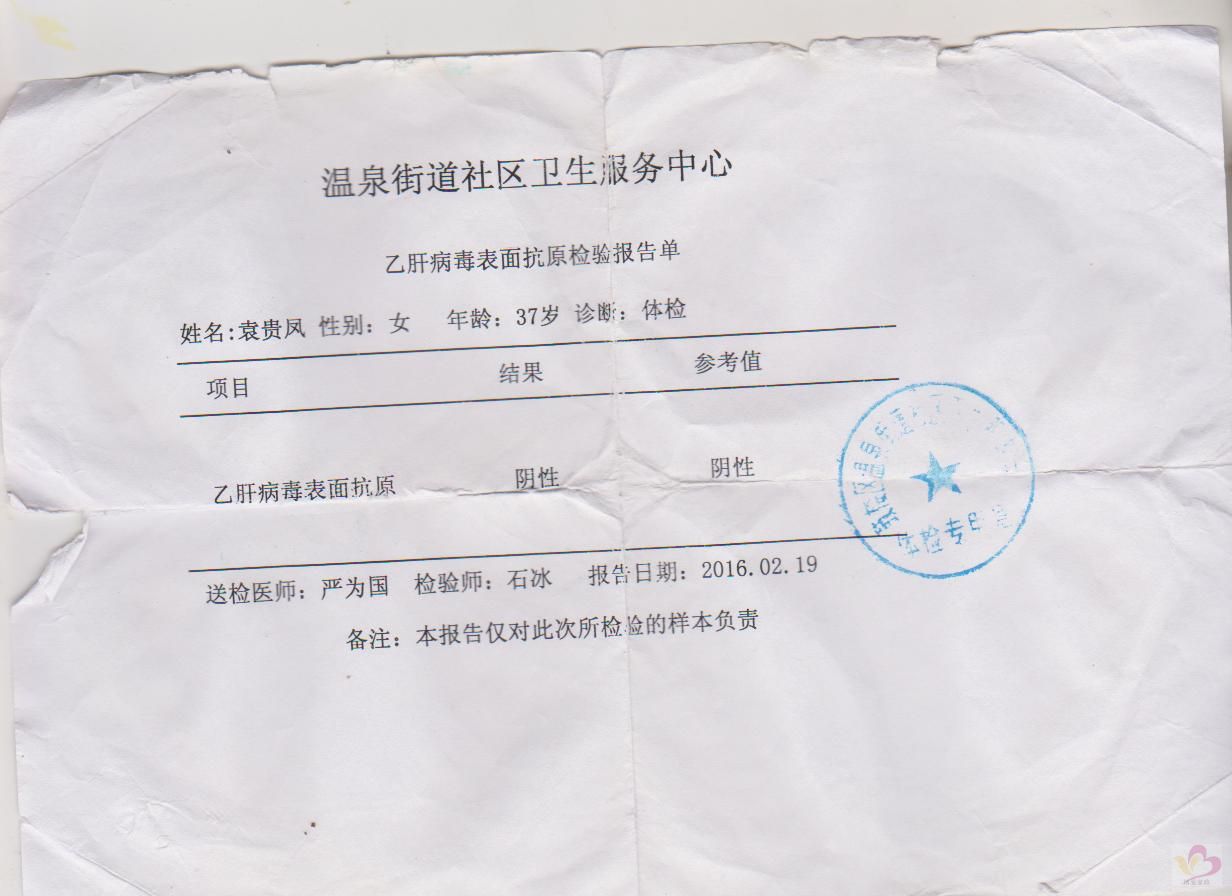 温泉街道社区卫生服务中心
乙肝病毒表面抗原检验报告单
姓名:袁贵凤 性别：女 年龄：37岁 诊断：体检
项目 结果 参考值
乙肝病毒表面抗原 阴性 阴性
送检医师：严为国 检验师：石冰 报告日期：2016.02.19
备注：本报告仅对此次所检验的样本负责